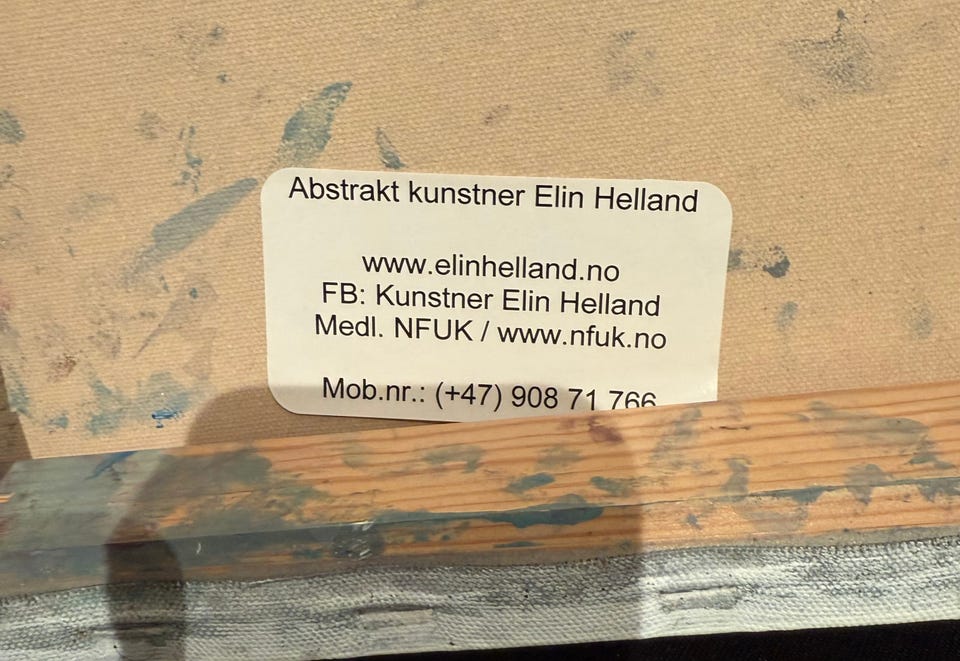 Abstrakt kunstner Elin Helland
www.elinhelland.no
FB: Kunstner Elin Helland
Medl. NFUK / www.nfuk.no
Mob.nr.: (+47) 908 71 766